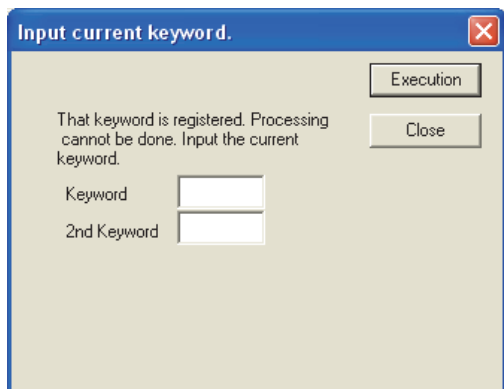 Input current keyword.
Execution
That keyword is registered. Processing
cannot be done. Input the current
keyword.
Close
Keyword
2nd Keyword